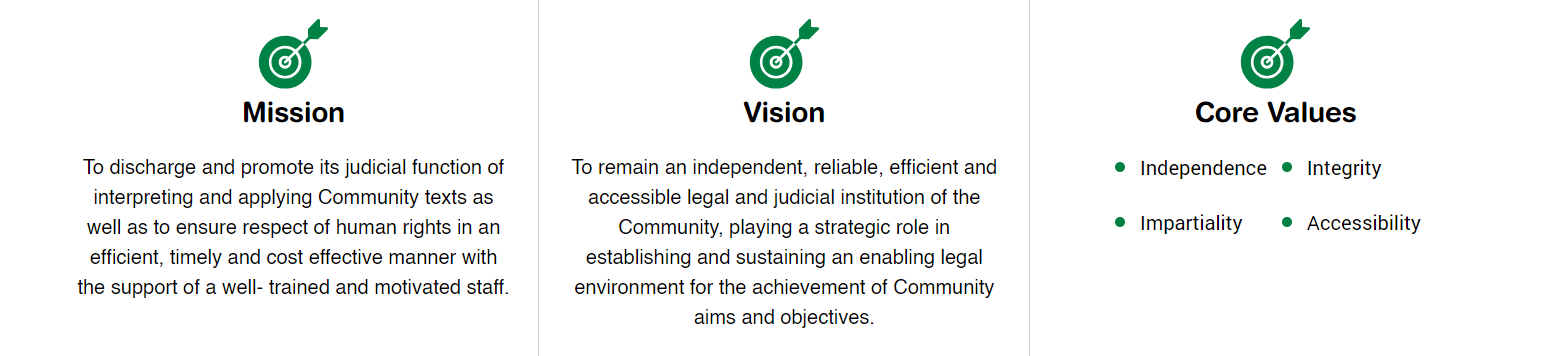 Mission
To discharge and promote its judicial function of
interpreting and applying Community texts as
well as to ensure respect of human rights in an
efficient, timely and cost effective manner with
the support of a well- trained and motivated staff.
Vision
To remain an independent, reliable, efficient and
accessible legal and judicial institution of the
Community, playing a strategic role in
establishing and sustaining an enabling legal
environment for the achievement of Community
aims and objectives.
Core Values
Independence
Integrity
Impartiality
Accessibility